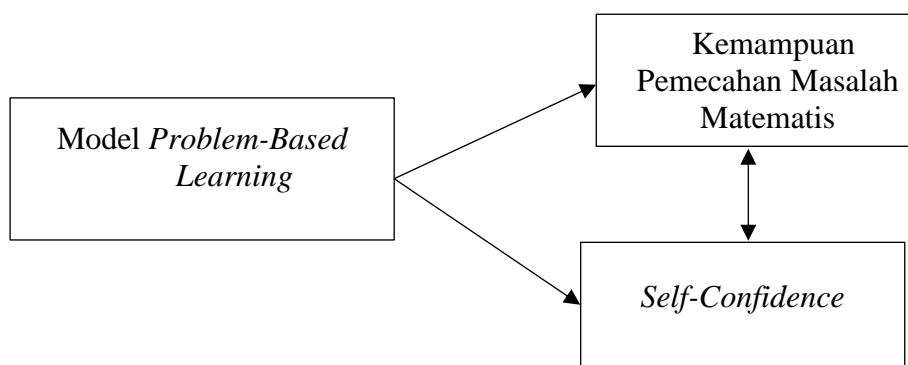 Model Problem-Based
Learning
Kemampuan
Pemecahan Masalah
Matematis
Self-Confidence